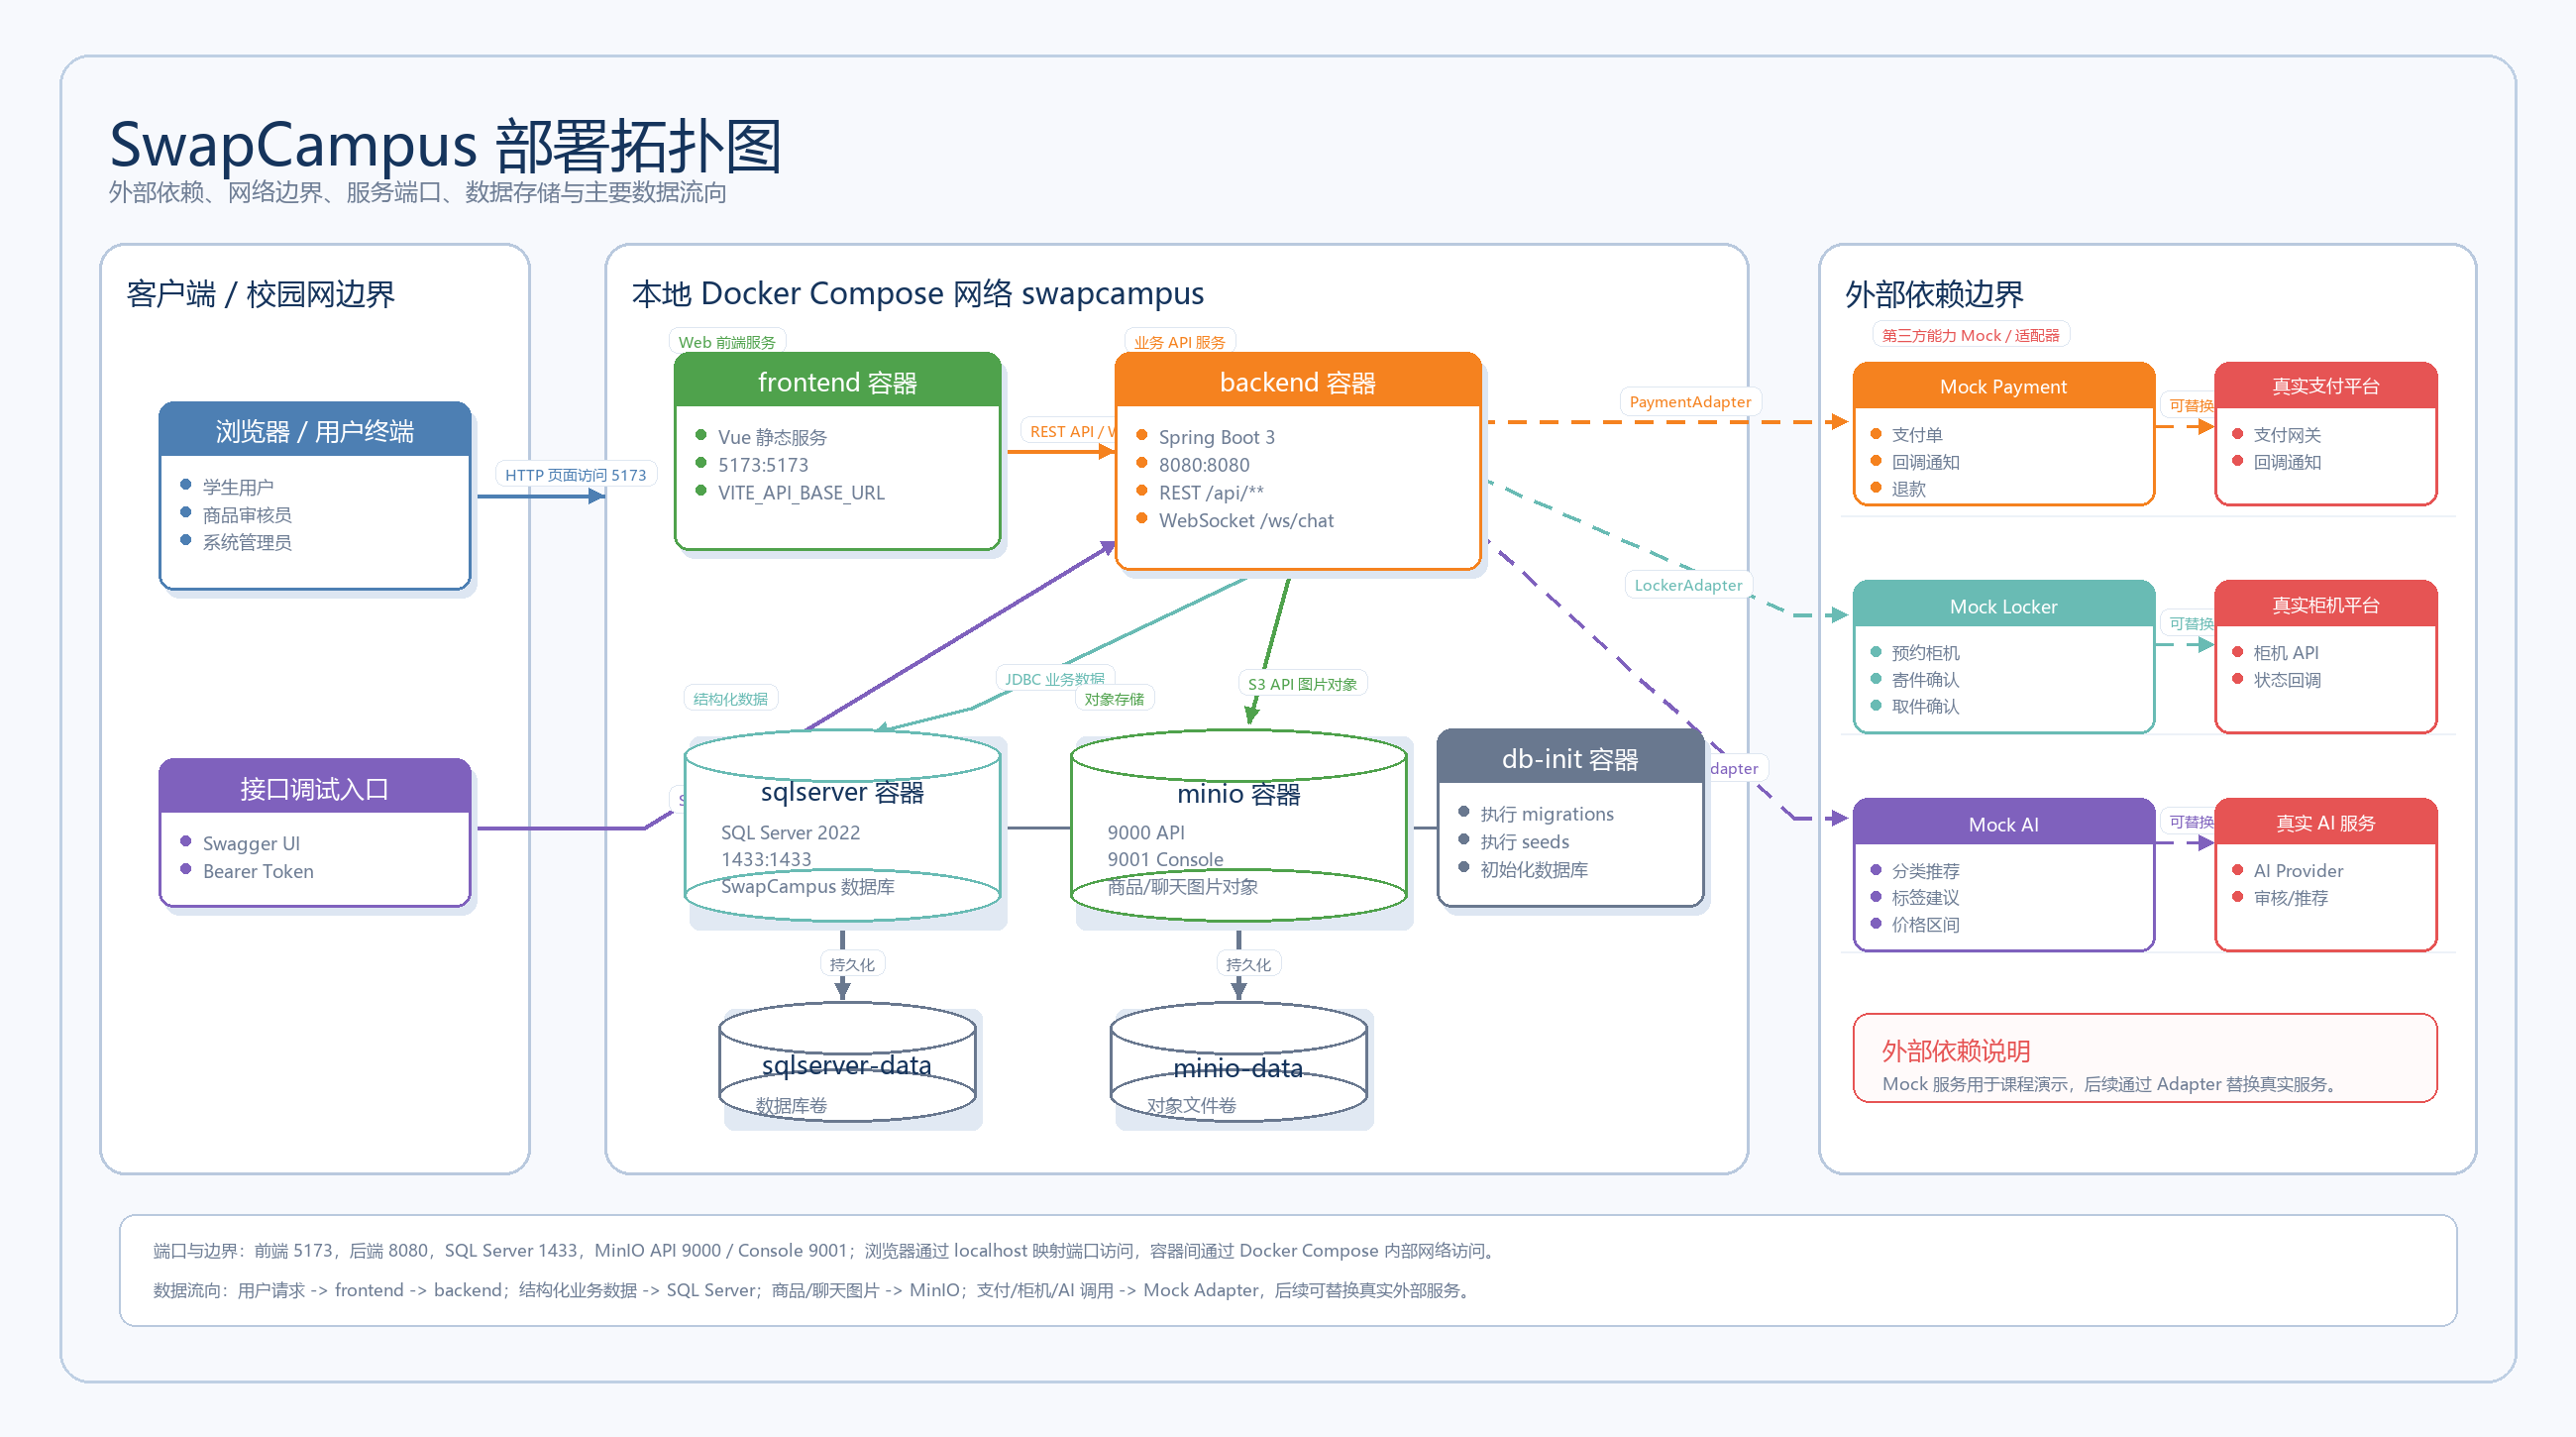 SwapCampus 部署拓扑图
外部依赖、网络边界、服务端口、数据存储与主要数据流向
客户端 / 校园网边界
浏览器 / 用户终端
学生用户
商品审核员
系统管理员
HTTP 页面访问 5173
接口调试入口
Swagger UI
Bearer Token
本地 Docker Compose 网络 swapcampus
Web 前端服务
frontend 容器
Vue 静态服务
5173:5173
VITE_API_BASE_URL
REST API /
业务 API 服务
backend 容器
Spring Boot 3
8080:8080
REST /api/**
WebSocket /ws/chat
PaymentAdapter
LockerAdapter
JDBC 业务数据
S3 API 图片对象
结构化数据
对象存储
sqlserver 容器
SQL Server 2022
1433:1433
SwapCampus 数据库
minio 容器
9000 API
9001 Console
商品/聊天图片对象
db-init 容器
执行 migrations
执行 seeds
初始化数据库
dapter
持久化
持久化
sqlserver-data
数据库卷
minio-data
对象文件卷
外部依赖边界
第三方能力 Mock / 适配器
Mock Payment
支付单
回调通知
退款
可替换
真实支付平台
支付网关
回调通知
Mock Locker
预约柜机
寄件确认
取件确认
可替换
真实柜机平台
柜机 API
状态回调
Mock AI
分类推荐
标签建议
价格区间
可替换
真实 AI 服务
AI Provider
审核/推荐
外部依赖说明
Mock 服务用于课程演示，后续通过 Adapter 替换真实服务。
端口与边界：前端 5173，后端 8080，SQL Server 1433，MinIO API 9000 / Console 9001；浏览器通过 localhost 映射端口访问，容器间通过 Docker Compose 内部网络访问。
数据流向：用户请求 -> frontend -> backend；结构化业务数据 -> SQL Server；商品/聊天图片 -> MinIO；支付/柜机/AI 调用 -> Mock Adapter，后续可替换真实外部服务。